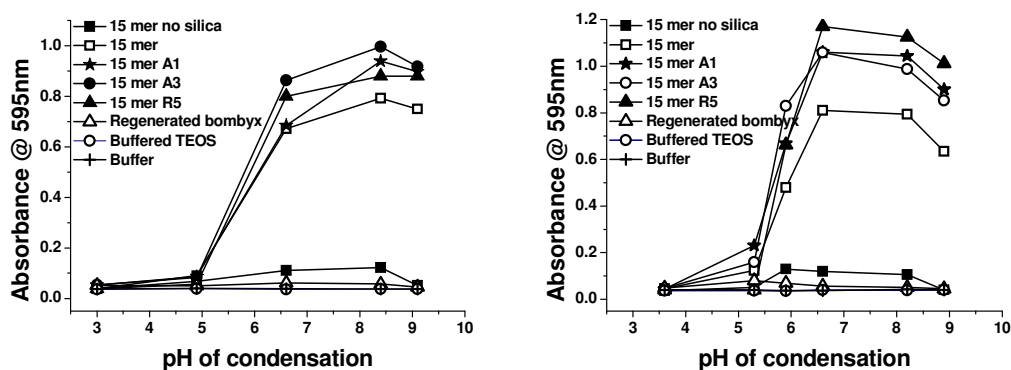 15 mer no silica
15 mer
15 mer A1
15 mer A3
15 mer R5
Regenerated bombyx
Buffered TEOS
Buffer
Absorbance @ 595nm
1.0
0.8
0.6
0.4
0.2
0.0
3 4 5 6 7 8 9 10
pH of condensation
15 mer no silica
15 mer
15 mer A1
15 mer A3
15 mer R5
Regenerated bombyx
Buffered TEOS
Buffer
Absorbance @ 595nm
1.2
1.0
0.8
0.6
0.4
0.2
0.0
3 4 5 6 7 8 9 10
pH of condensation